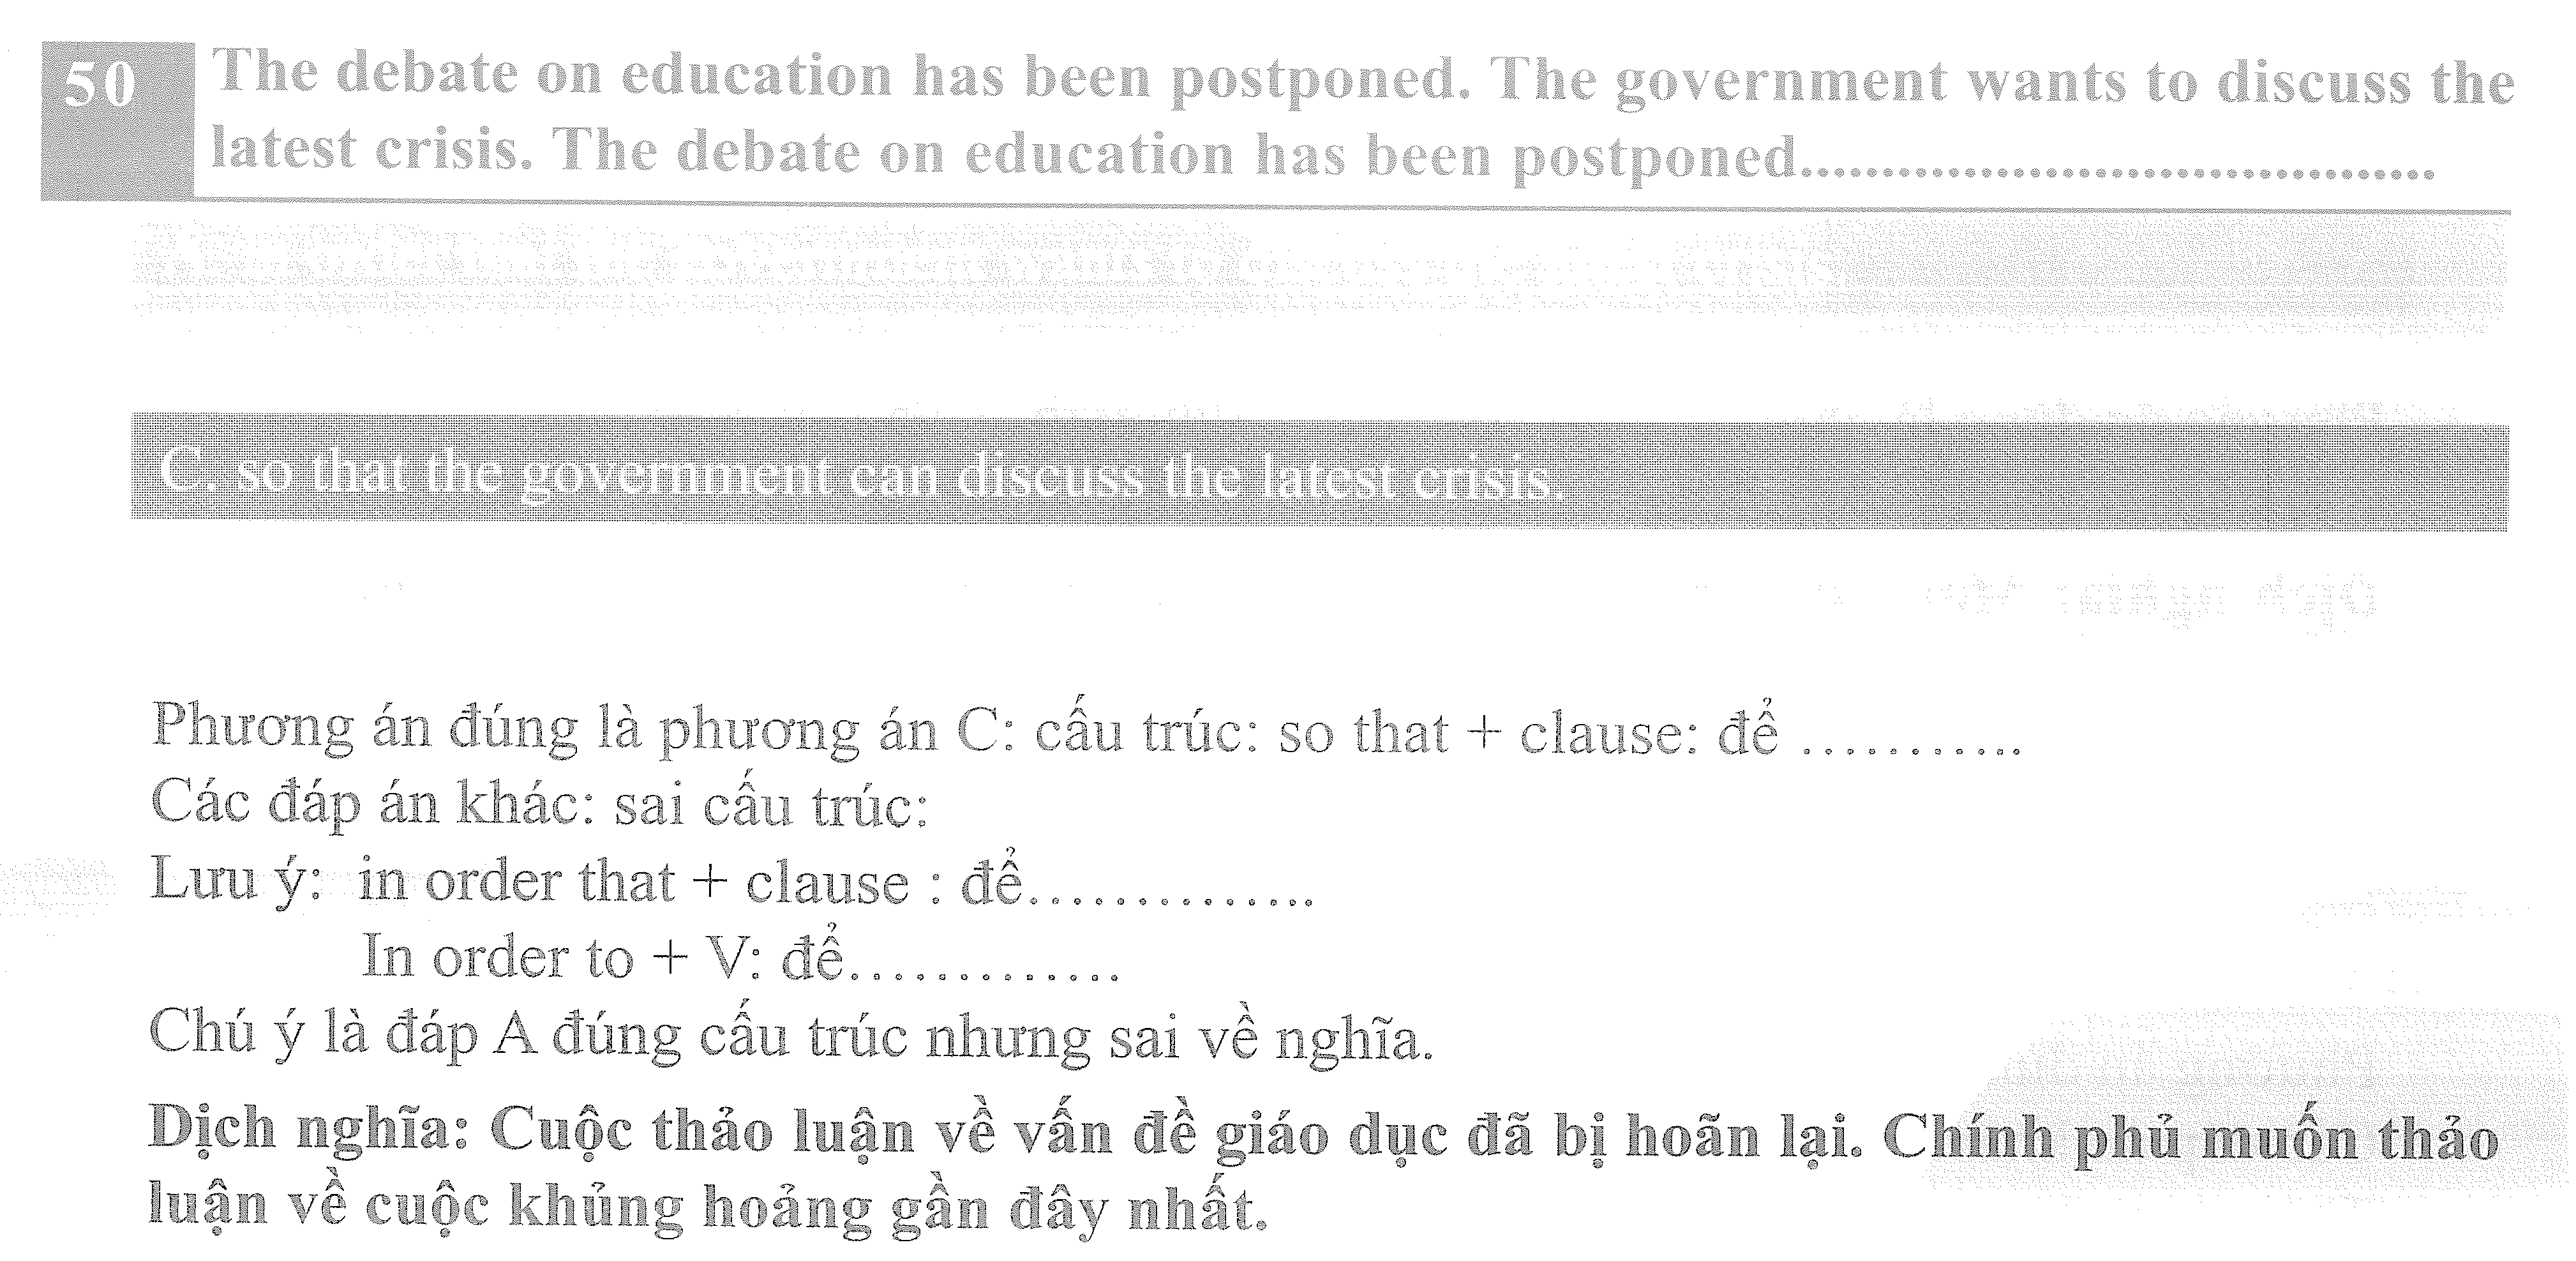 50 The debate on education has been postponed. The government wants to discuss the
latest crisis. The debate on education has been postponed.......................................
C. so that the government can discuss the latest crisis.
Phương án đúng là phương án C: cấu trúc: so that + clause: để ...........
Các đáp án khác: sai cấu trúc:
Lưu ý: in order that + clause : để..............
In order to + V: để.............
Chú ý là đáp A đúng cấu trúc nhưng sai về nghĩa.
Dịch nghĩa: Cuộc thảo luận về vấn đề giáo dục đã bị hoãn lại. Chính phủ muốn thảo
luận về cuộc khủng hoảng gần đây nhất.